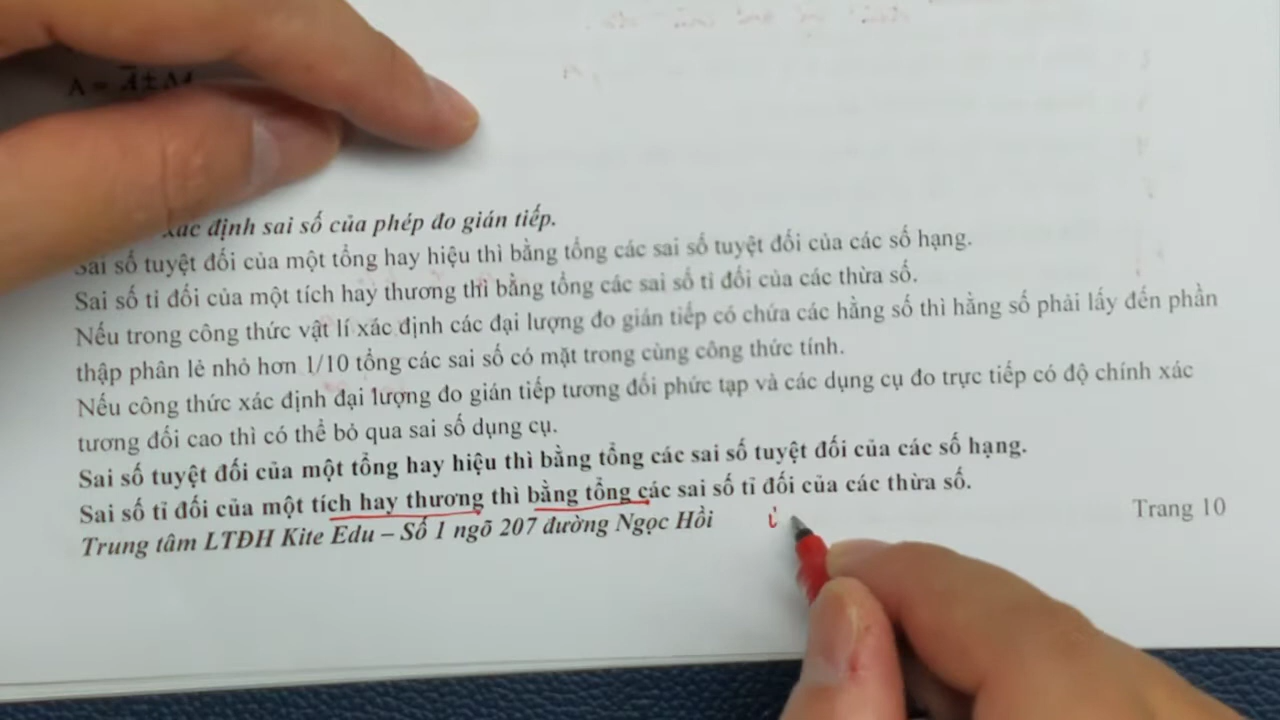 A = A ± ΔA
xác định sai số của phép đo gián tiếp.
Sai số tuyệt đối của một tổng hay hiệu thì bằng tổng các sai số tuyệt đối của các số hạng.
Sai số tỉ đối của một tích hay thương thì bằng tổng các sai số tỉ đối của các thừa số.
Nếu trong công thức vật lí xác định các đại lượng đo gián tiếp có chứa các hằng số thì hằng số phải lấy đến phần
thập phân lẻ nhỏ hơn 1/10 tổng các sai số có mặt trong cùng công thức tính.
Nếu công thức xác định đại lượng đo gián tiếp tương đối phức tạp và các dụng cụ đo trực tiếp có độ chính xác
tương đối cao thì có thể bỏ qua sai số dụng cụ.
Sai số tuyệt đối của một tổng hay hiệu thì bằng tổng các sai số tuyệt đối của các số hạng.
Sai số tỉ đối của một tích hay thương thì bằng tổng các sai số tỉ đối của các thừa số.
Trung tâm LTĐH Kite Edu – Số 1 ngõ 207 đường Ngọc Hồi i Trang 10